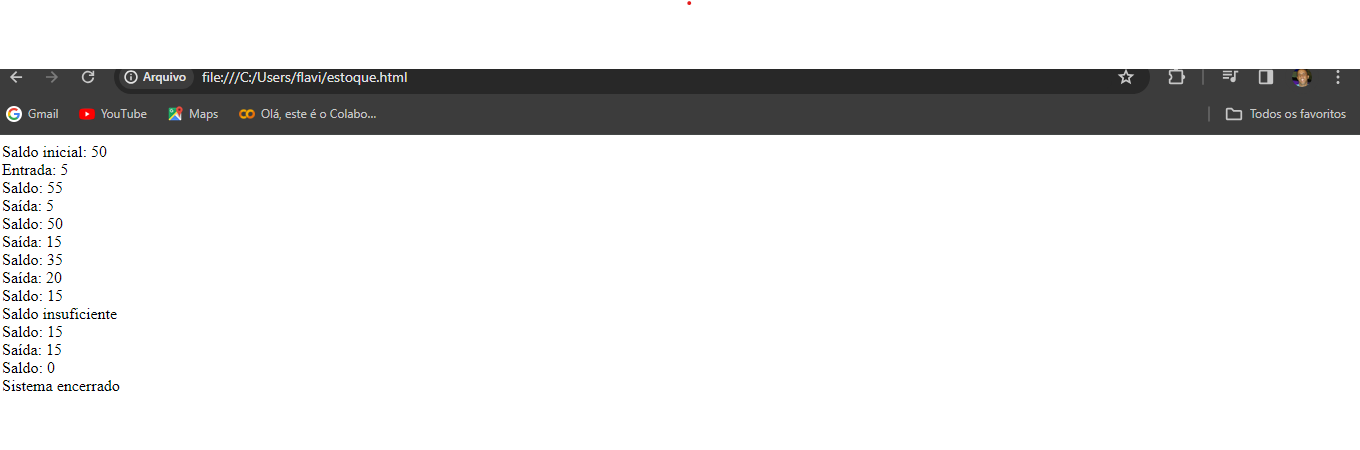 Arquivo file:///C:/Users/flavi/estoque.html
Gmail YouTube Maps Olá, este é o Colabo... Todos os favoritos
Saldo inicial: 50
Entrada: 5
Saldo: 55
Saída: 5
Saldo: 50
Saída: 15
Saldo: 35
Saída: 20
Saldo: 15
Saldo insuficiente
Saldo: 15
Saída: 15
Saldo: 0
Sistema encerrado